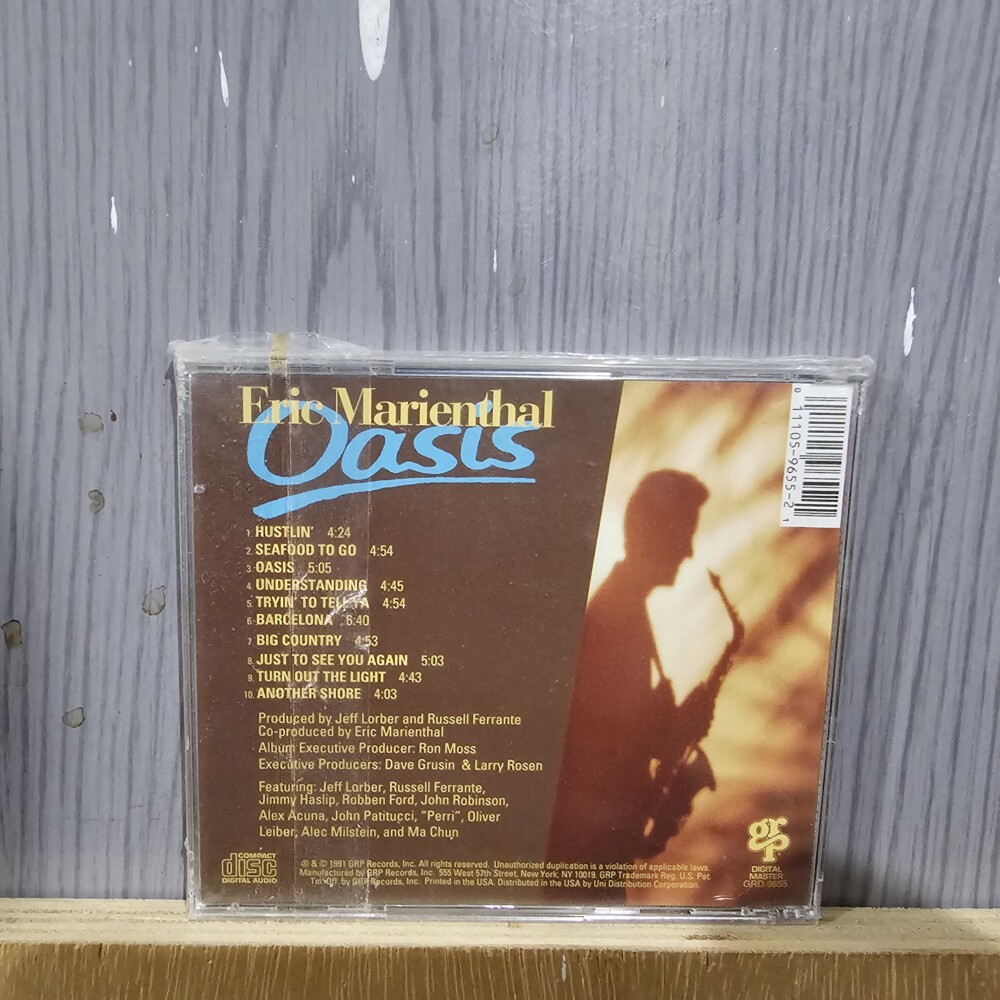 Eric Marienthal
Oasis
1. HUSTLIN' 4:24
2. SEAFOOD TO GO 4:54
3. OASIS 5:05
4. UNDERSTANDING 4:45
5. TRYIN' TO TELL YA 4:54
6. BARCELONA 6:40
7. BIG COUNTRY 4:53
8. JUST TO SEE YOU AGAIN 5:03
9. TURN OUT THE LIGHT 4:43
10. ANOTHER SHORE 4:03
Produced by Jeff Lorber and Russell Ferrante
Co-produced by Eric Marienthal
Album Executive Producer: Ron Moss
Executive Producers: Dave Grusin & Larry Rosen
Featuring: Jeff Lorber, Russell Ferrante,
Jimmy Haslip, Robben Ford, John Robinson,
Alex Acuna, John Patitucci, "Perri", Oliver
Leiber, Alec Milstein, and Ma Chun
COMPACT
disc
DIGITAL AUDIO
℗ & © 1991 GRP Records, Inc. All rights reserved. Unauthorized duplication is a violation of applicable laws.
Manufactured by GRP Records, Inc. 555 West 57th Street, New York, NY 10019. GRP Trademark Reg. U.S. Pat.
Tm. Off. by GRP Records, Inc. Printed in the USA. Distributed in the USA by Uni Distribution Corporation.
grp
DIGITAL
MASTER
GRD-9655
0 11105-9655-2 1